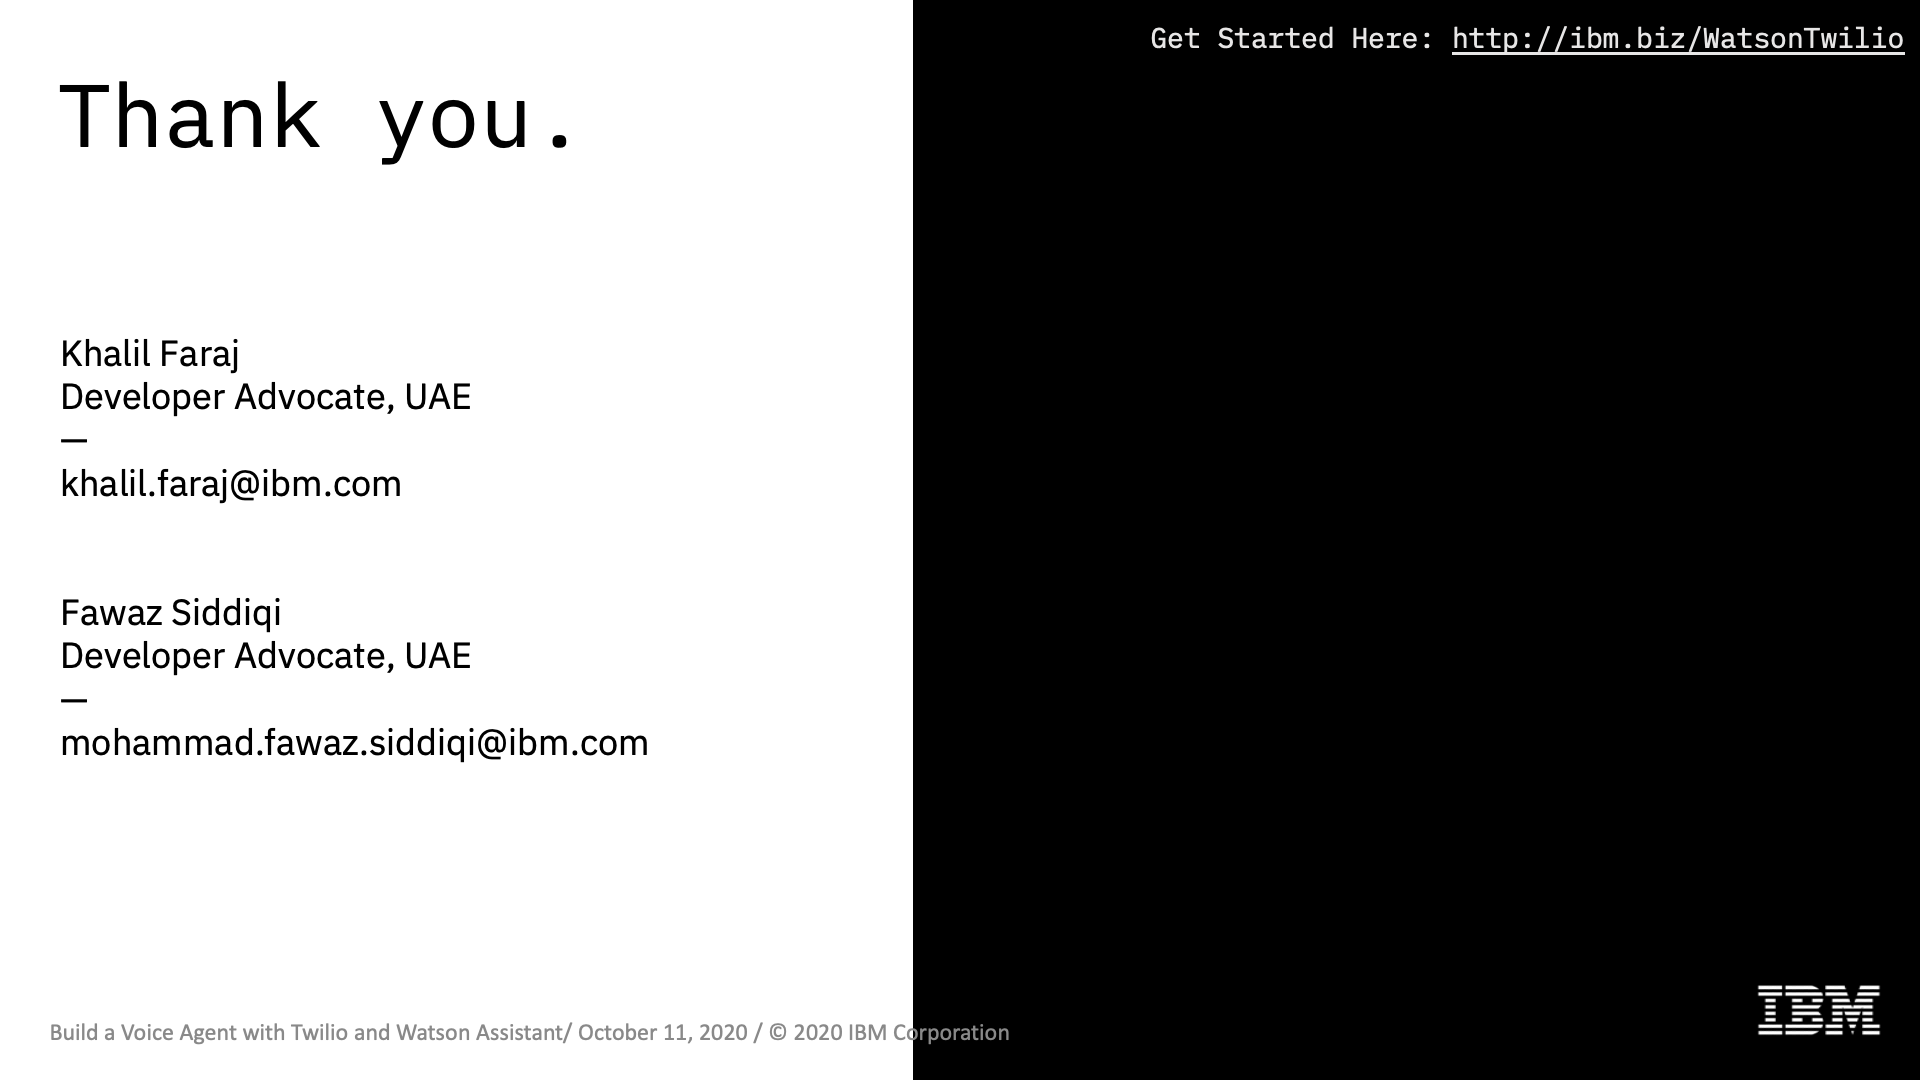 Get Started Here: http://ibm.biz/WatsonTwilio
Thank you.
Khalil Faraj
Developer Advocate, UAE
—
khalil.faraj@ibm.com
Fawaz Siddiqi
Developer Advocate, UAE
—
mohammad.fawaz.siddiqi@ibm.com
Build a Voice Agent with Twilio and Watson Assistant/ October 11, 2020 / © 2020 IBM Corporation
IBM